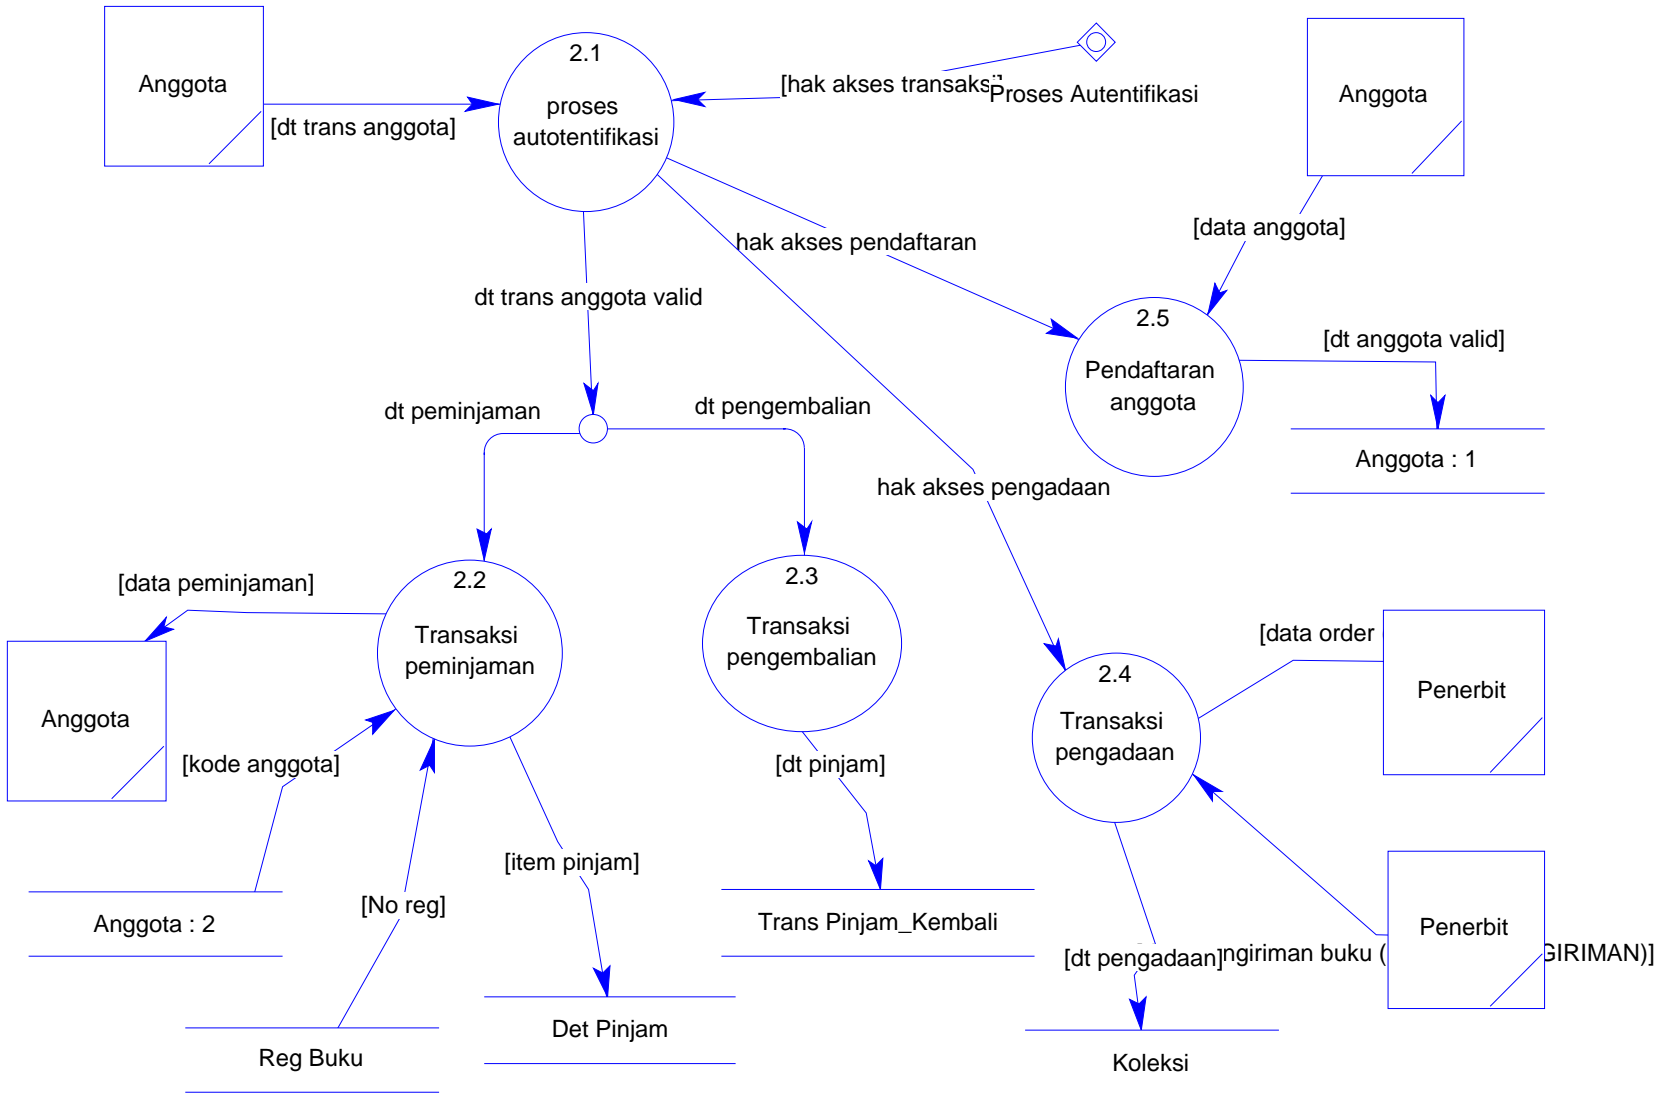 2.1
proses
autotentifikasi
Anggota
[dt trans anggota]
[hak akses transaksi]
Proses Autentifikasi
Anggota
[data anggota]
hak akses pendaftaran
dt trans anggota valid
2.5
Pendaftaran
anggota
[dt anggota valid]
Anggota : 1
dt peminjaman
dt pengembalian
hak akses pengadaan
[data peminjaman]
2.2
Transaksi
peminjaman
2.3
Transaksi
pengembalian
2.4
Transaksi
pengadaan
[data order
Penerbit
Anggota
[kode anggota]
[dt pinjam]
[item pinjam]
[No reg]
Anggota : 2
Trans Pinjam_Kembali
Penerbit
[dt pengadaan]
ngiriman buku (
GIRIMAN)]
Det Pinjam
Reg Buku
Koleksi